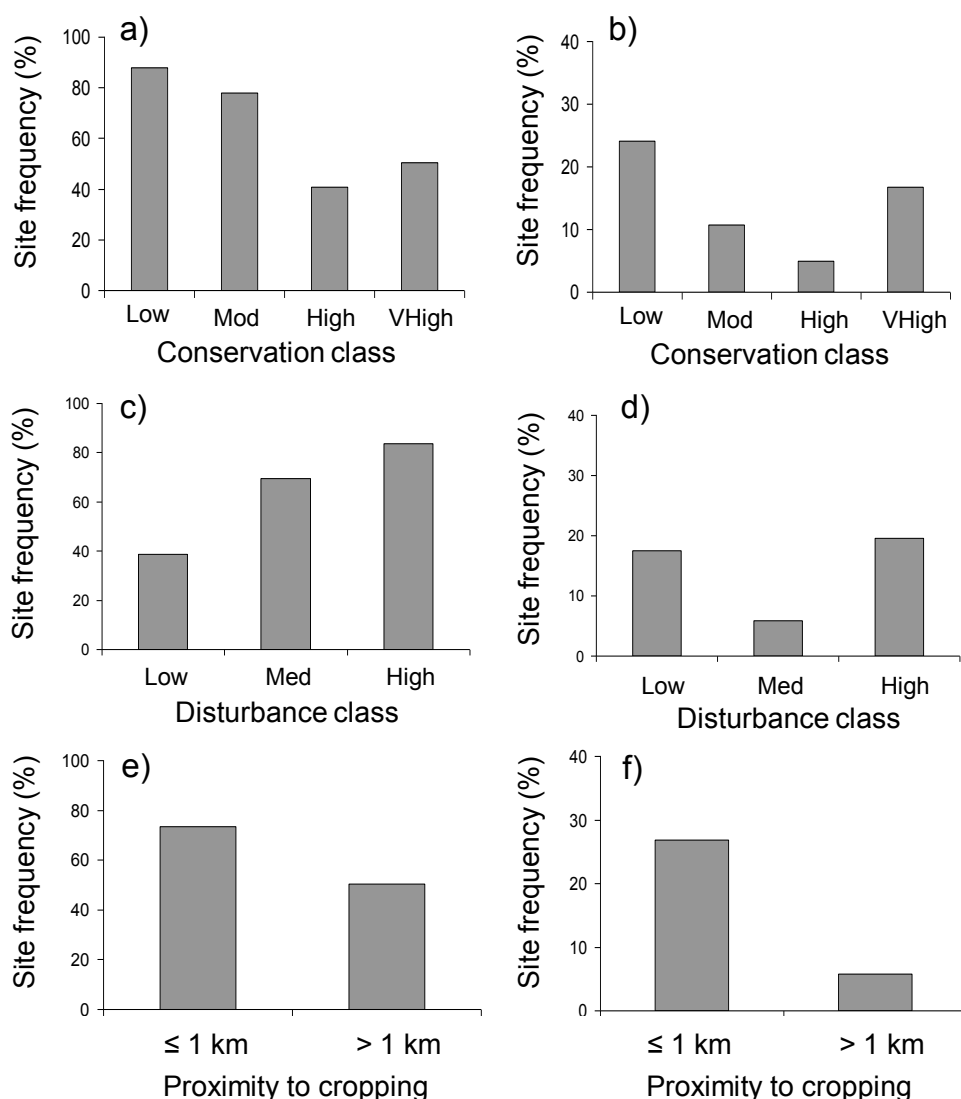 a)
Site frequency (%)
100
80
60
40
20
0
Low Mod High VHigh
Conservation class
b)
Site frequency (%)
40
30
20
10
0
Low Mod High VHigh
Conservation class
c)
Site frequency (%)
100
80
60
40
20
0
Low Med High
Disturbance class
d)
Site frequency (%)
40
30
20
10
0
Low Med High
Disturbance class
e)
Site frequency (%)
100
80
60
40
20
0
≤ 1 km > 1 km
Proximity to cropping
f)
Site frequency (%)
40
30
20
10
0
≤ 1 km > 1 km
Proximity to cropping